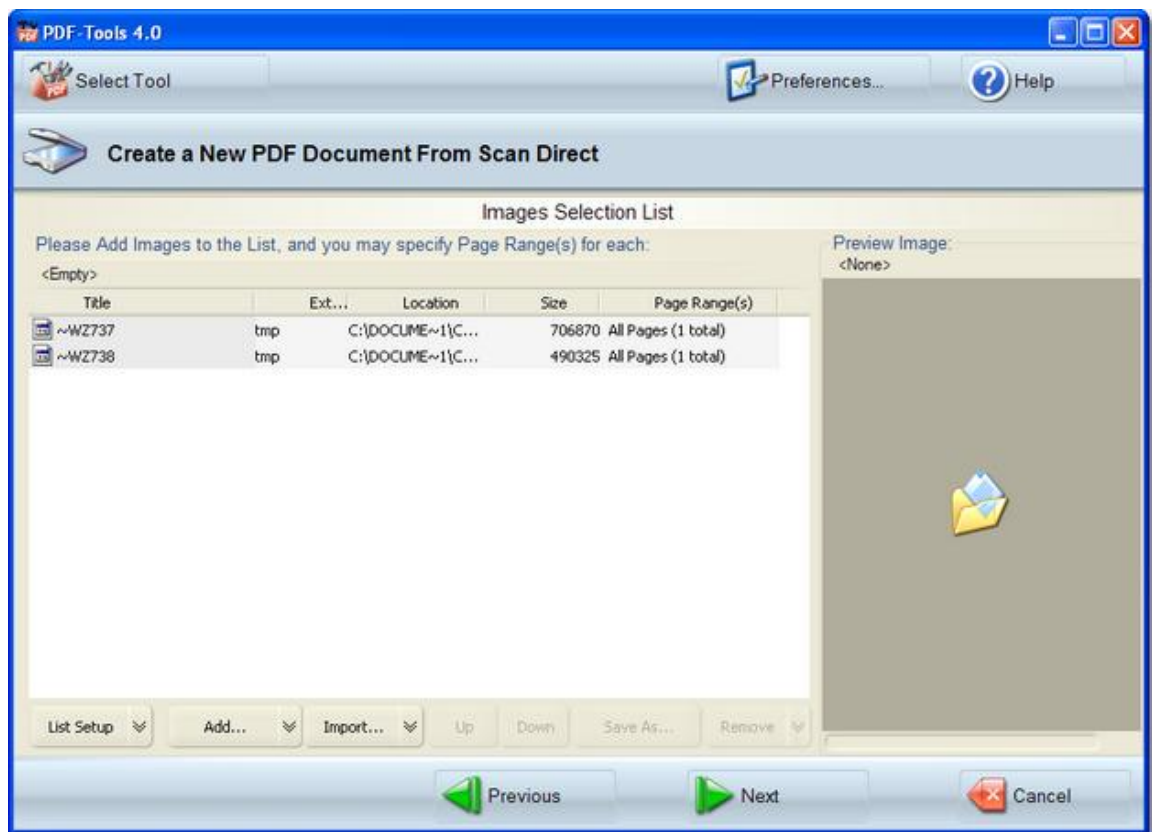 PDF-Tools 4.0
Select Tool Preferences... Help
Create a New PDF Document From Scan Direct
Images Selection List
Please Add Images to the List, and you may specify Page Range(s) for each: Preview Image:
<Empty> <None>
Title Ext... Location Size Page Range(s)
~WZ737 tmp C:\DOCUME~1\C... 706870 All Pages (1 total)
~WZ738 tmp C:\DOCUME~1\C... 490325 All Pages (1 total)
List Setup Add... Import... Up Down Save As... Remove
Previous Next Cancel